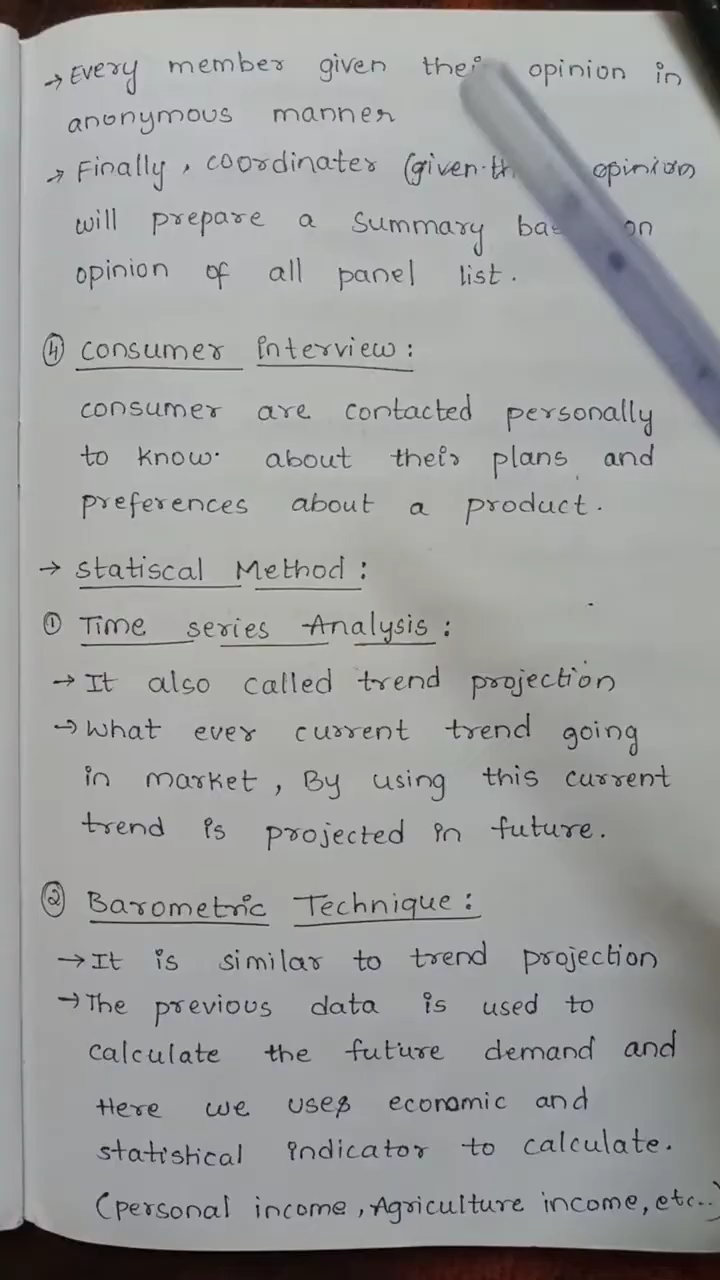 → Every member given their opinion in
anonymous manner
→ Finally, coordinater (given opinion
will prepare a summary on
opinion of all panel list.
④ Consumer interview:
consumer are contacted personally
to know. about their plans and
preferences about a product.
→ Statiscal Method:
① Time series Analysis:
→ It also called trend projection
→ What ever current trend going
in market, By using this current
trend is projected in future.
② Barometric Technique:
→ It is similar to trend projection
→ The previous data is used to
calculate the future demand and
Here we uses economic and
statistical indicator to calculate.
(personal income, Agriculture income, etc..)